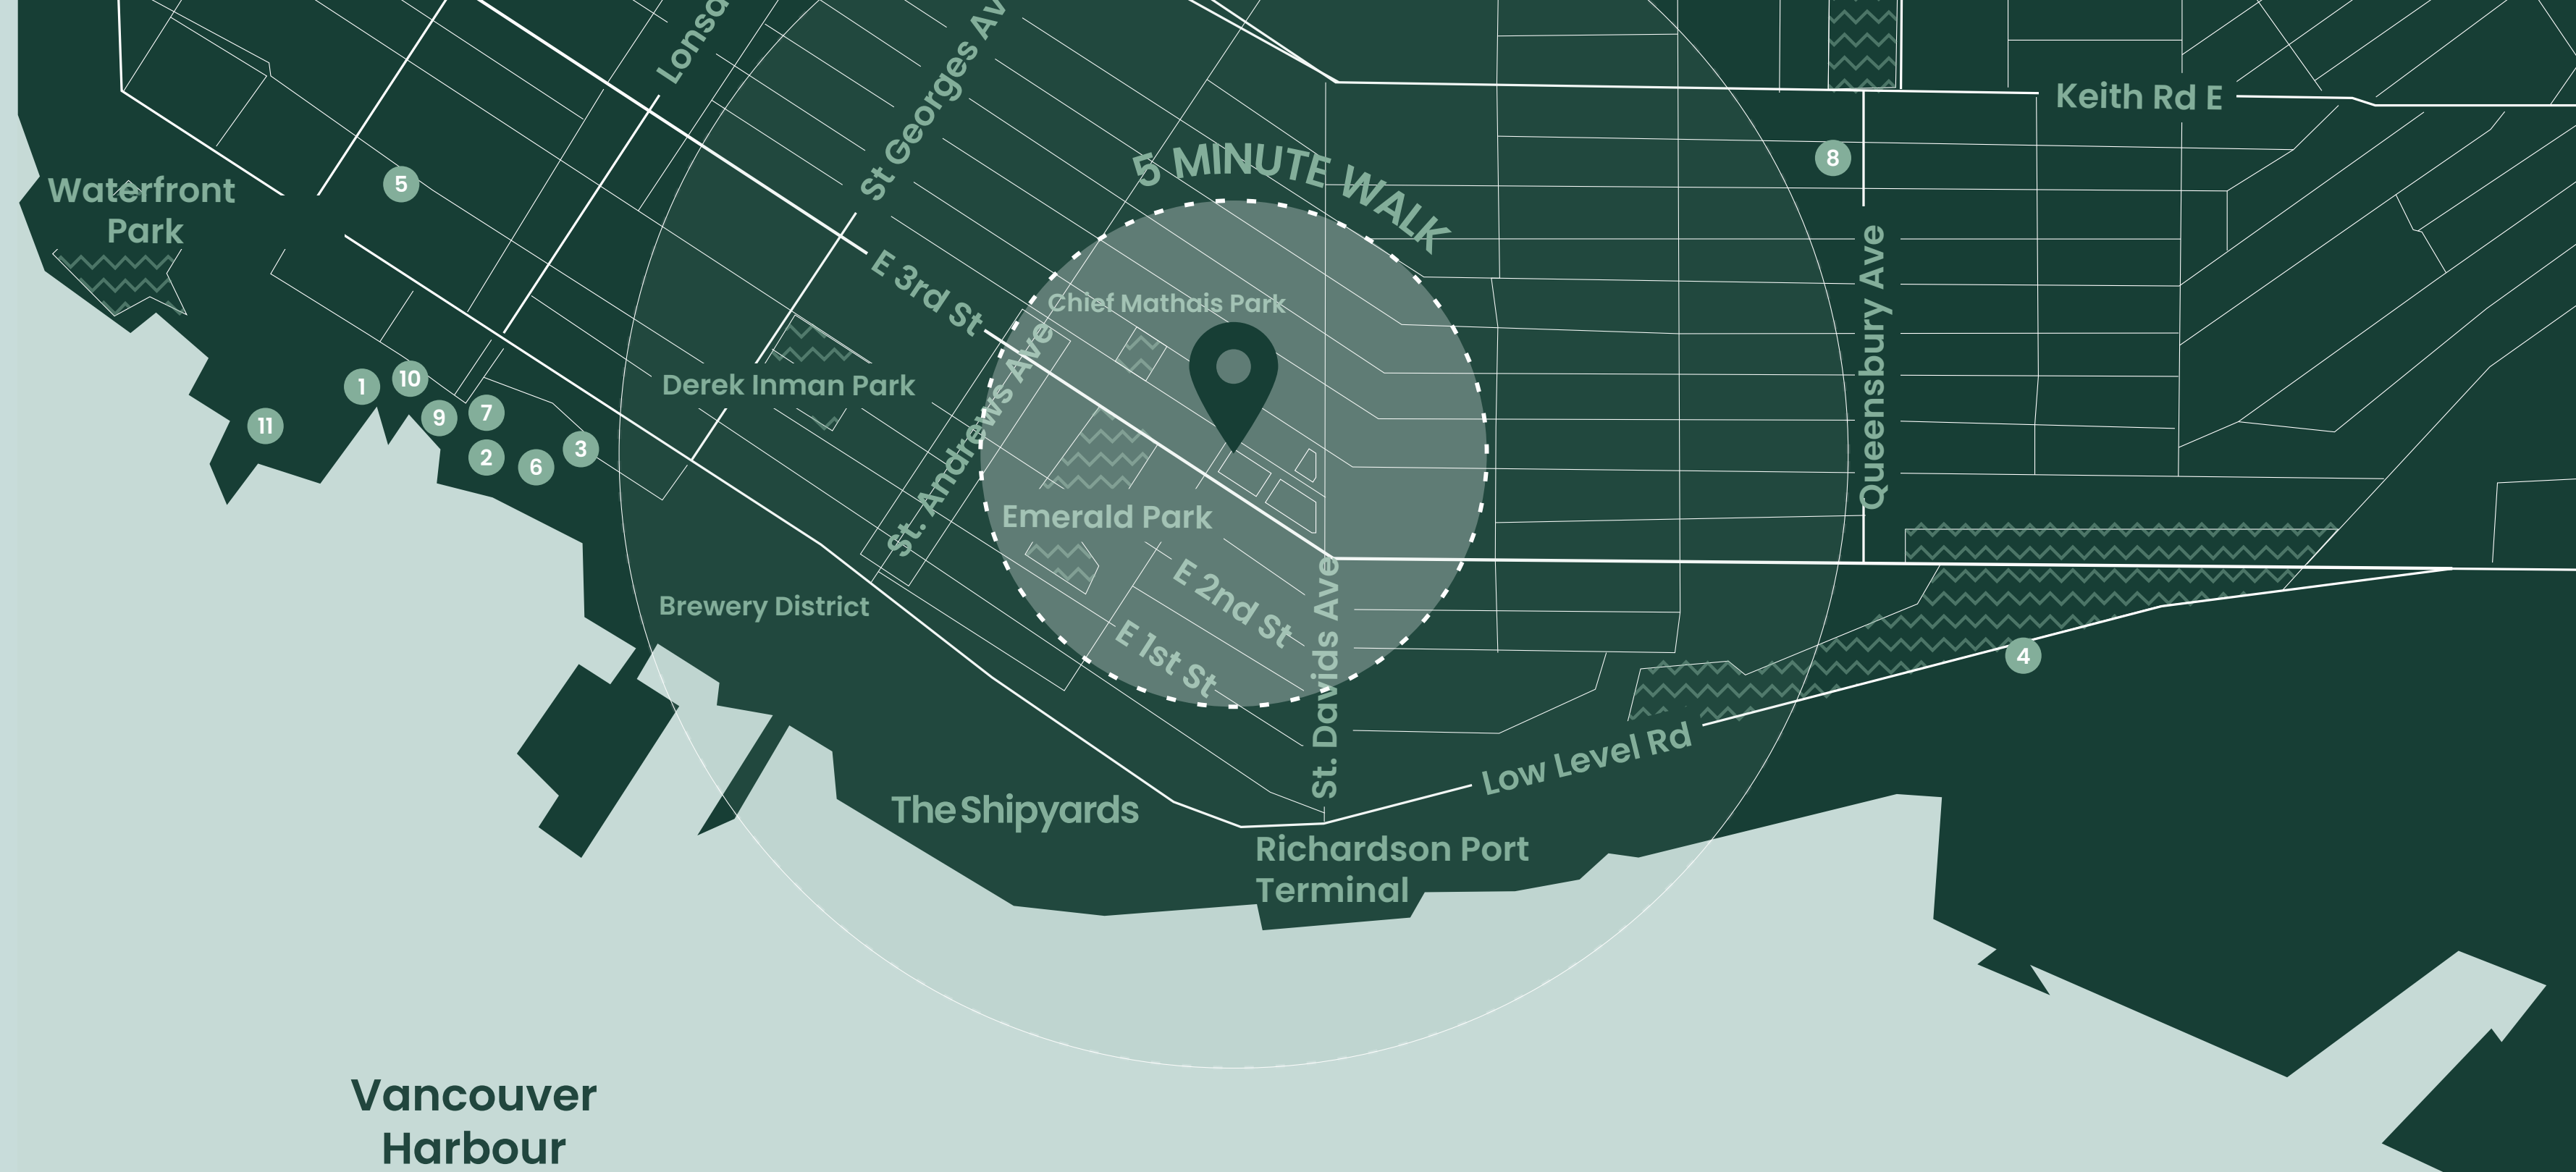 Lonsd
St Georges Av
Keith Rd E
5 MINUTE WALK
8
5
Waterfront
Park
E 3rd St
Chief Mathais Park
Queensbury Ave
St. Andrews Ave
Derek Inman Park
1
10
9
7
11
2
6
3
Emerald Park
E 2nd St
Brewery District
E 1st St
St. Davids Ave
4
Low Level Rd
The Shipyards
Richardson Port
Terminal
Vancouver
Harbour